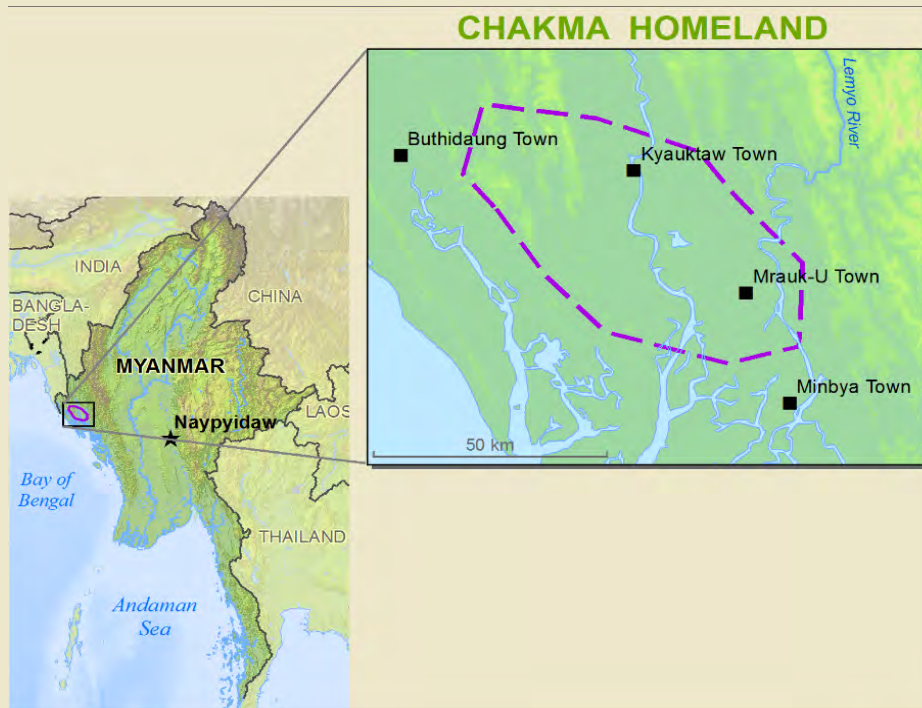 CHAKMA HOMELAND
Lemyo River
Buthidaung Town
Kyauktaw Town
Mrauk-U Town
Minbya Town
50 km
INDIA
CHINA
BANGLA-
DESH
MYANMAR
LAOS
Naypyidaw
Bay of
Bengal
THAILAND
Andaman
Sea